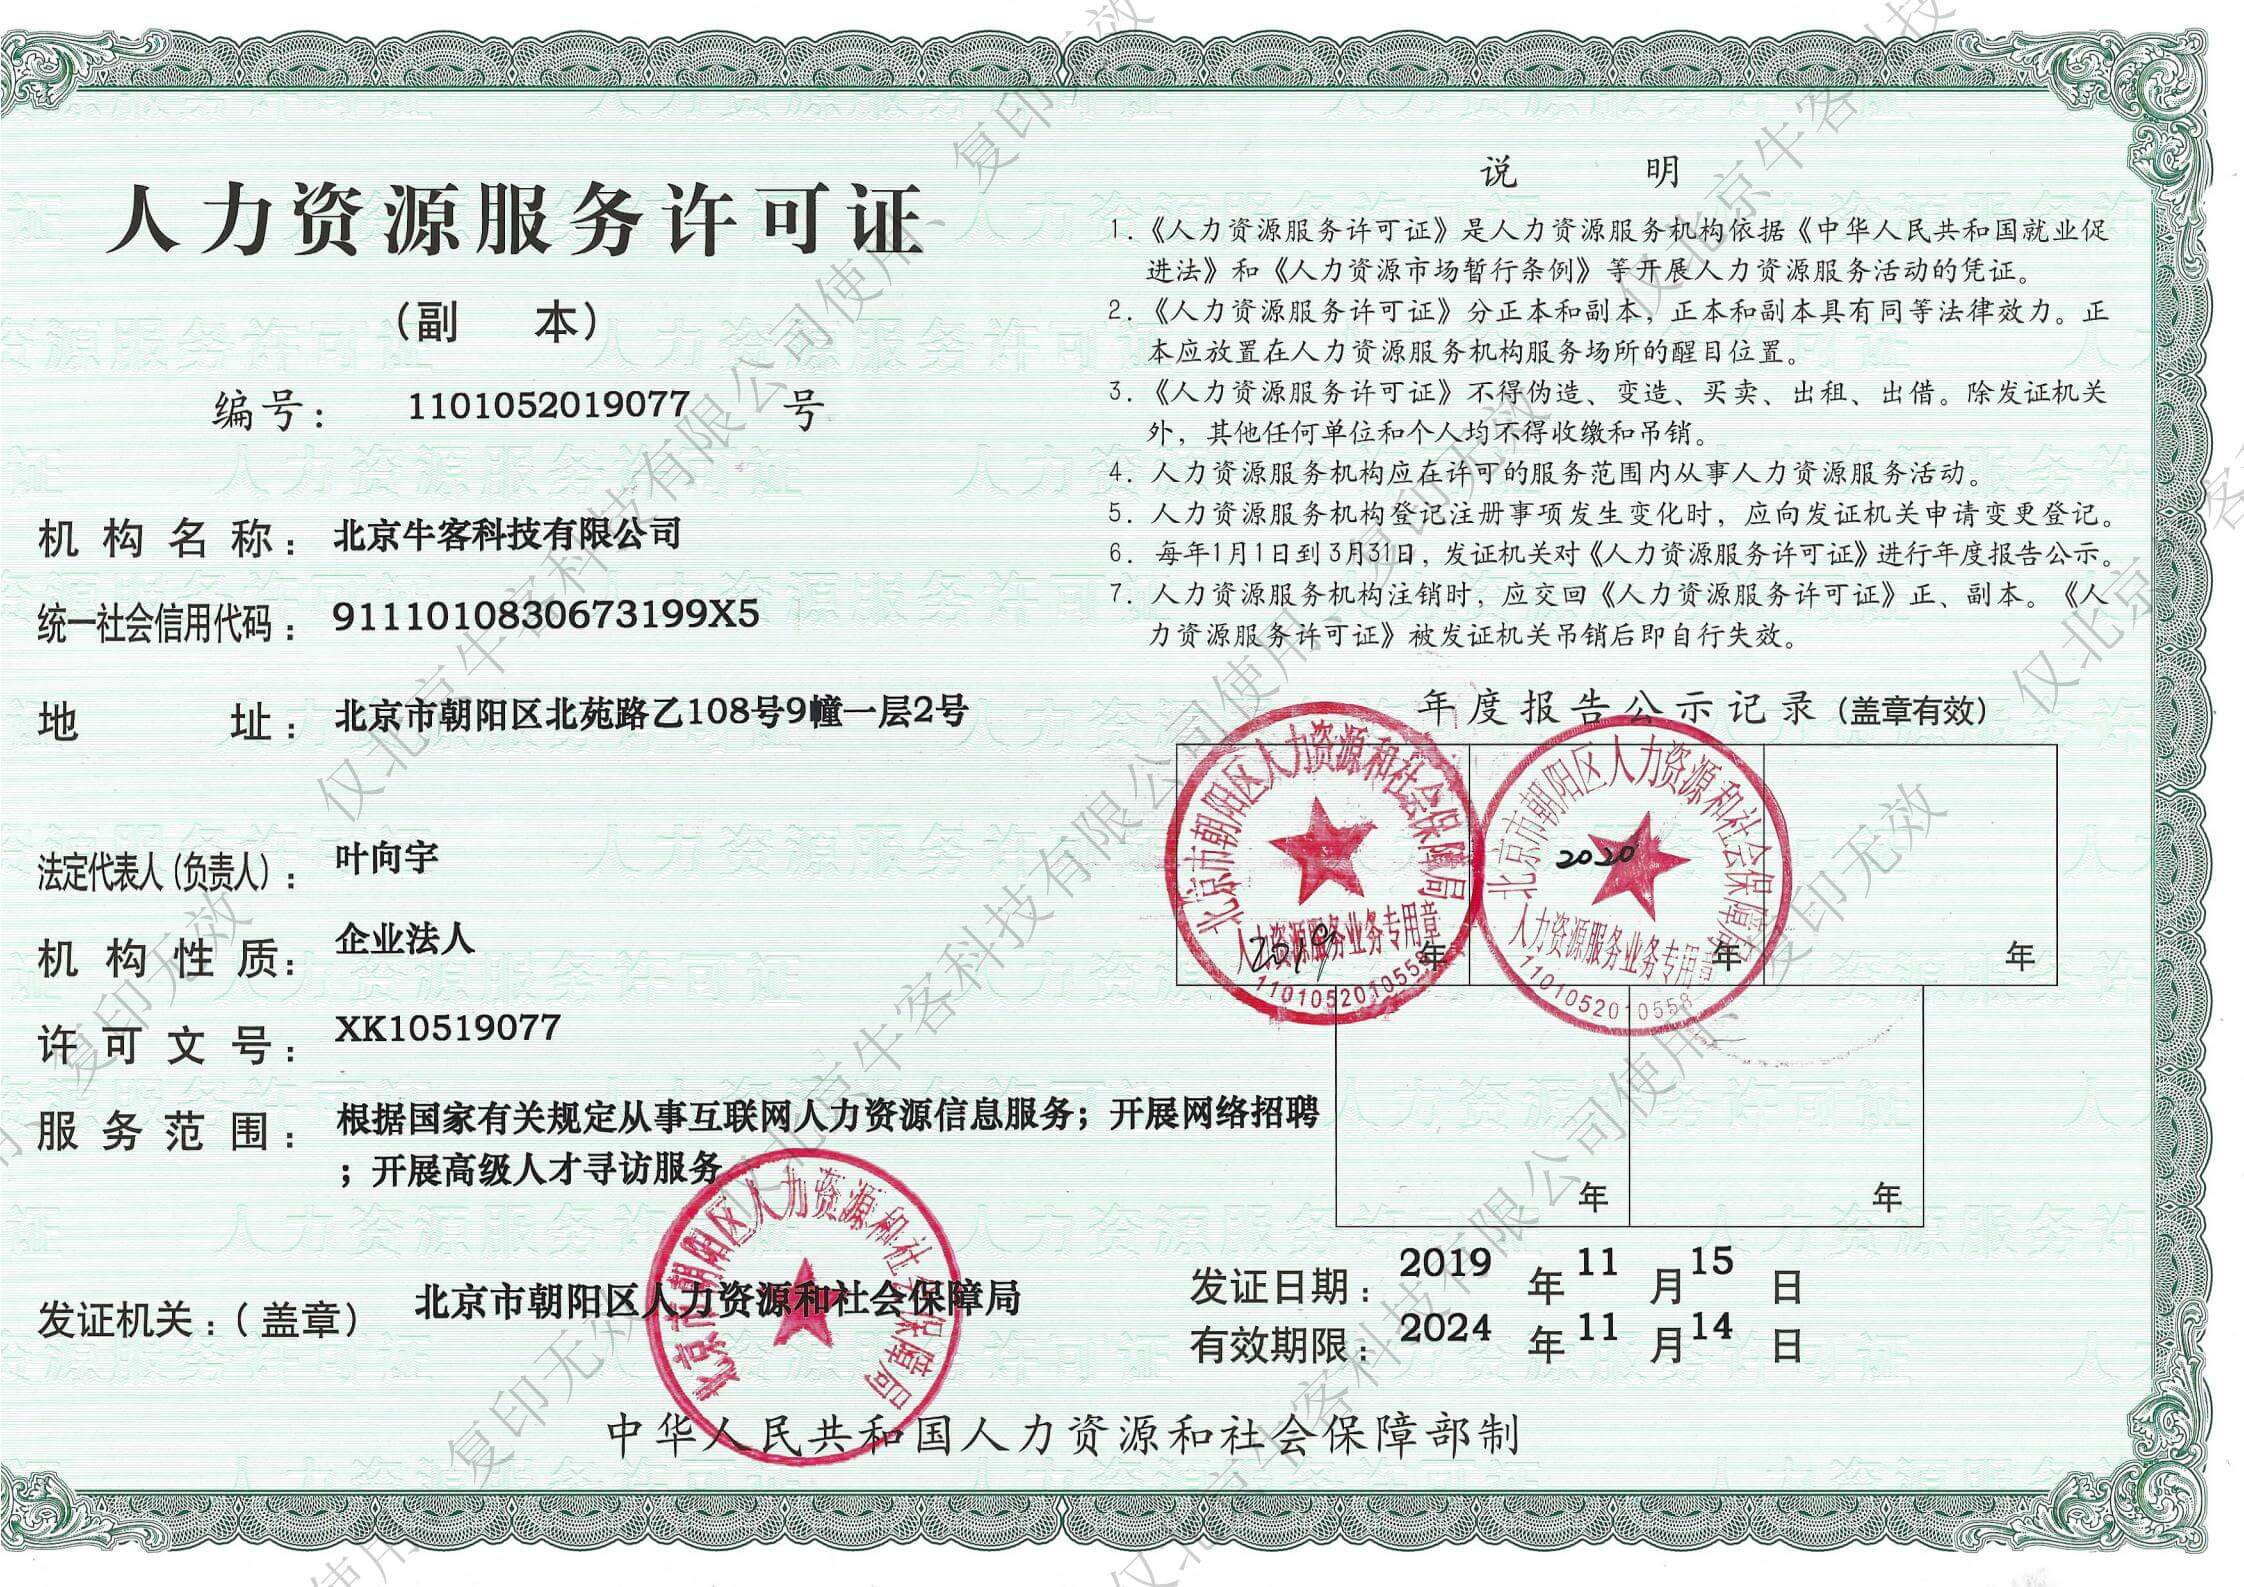 人力资源服务许可证
（副 本）
编号： 1101052019077 号
机构名称： 北京牛客科技有限公司
统一社会信用代码： 9111010830673199X5
地 址： 北京市朝阳区北苑路乙108号9幢一层2号
法定代表人(负责人)： 叶向宇
机构性质： 企业法人
许可文号： XK10519077
服务范围： 根据国家有关规定从事互联网人力资源信息服务；开展网络招聘
；开展高级人才寻访服务
发证机关：（盖章） 北京市朝阳区人力资源和社会保障局
说 明
1.《人力资源服务许可证》是人力资源服务机构依据《中华人民共和国就业促
进法》和《人力资源市场暂行条例》等开展人力资源服务活动的凭证。
2.《人力资源服务许可证》分正本和副本，正本和副本具有同等法律效力。正
本应放置在人力资源服务机构服务场所的醒目位置。
3.《人力资源服务许可证》不得伪造、变造、买卖、出租、出借。除发证机关
外，其他任何单位和个人均不得收缴和吊销。
4.人力资源服务机构应在许可的服务范围内从事人力资源服务活动。
5.人力资源服务机构登记注册事项发生变化时，应向发证机关申请变更登记。
6.每年1月1日到3月31日，发证机关对《人力资源服务许可证》进行年度报告公示。
7.人力资源服务机构注销时，应交回《人力资源服务许可证》正、副本。《人
力资源服务许可证》被发证机关吊销后即自行失效。
年度报告公示记录（盖章有效）
北京市朝阳区人力资源和社会保障局
人力资源服务业务专用章
1101052010558
2019 年
北京市朝阳区人力资源和社会保障局
人力资源服务业务专用章
1101052010558
2020 年
年
年
年
发证日期： 2019 年 11 月 15 日
有效期限： 2024 年 11 月 14 日
北京市朝阳区人力资源和社会保障局
中华人民共和国人力资源和社会保障部制
仅北京牛客科技有限公司使用、复印无效